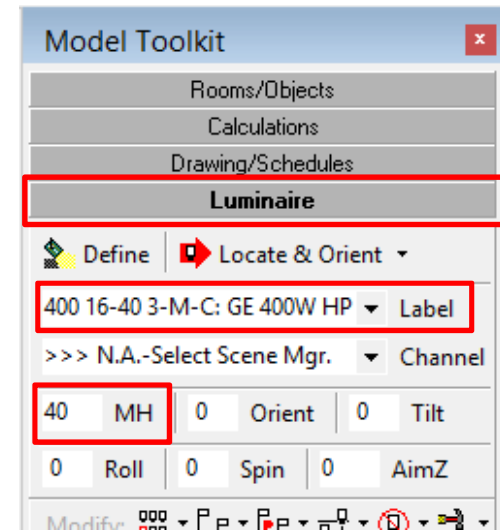 Model Toolkit
x
Rooms/Objects
Calculations
Drawing/Schedules
Luminaire
Define Locate & Orient
400 16-40 3-M-C: GE 400W HP Label
>>> N.A.-Select Scene Mgr. Channel
40 MH 0 Orient 0 Tilt
0 Roll 0 Spin 0 AimZ
Modify: